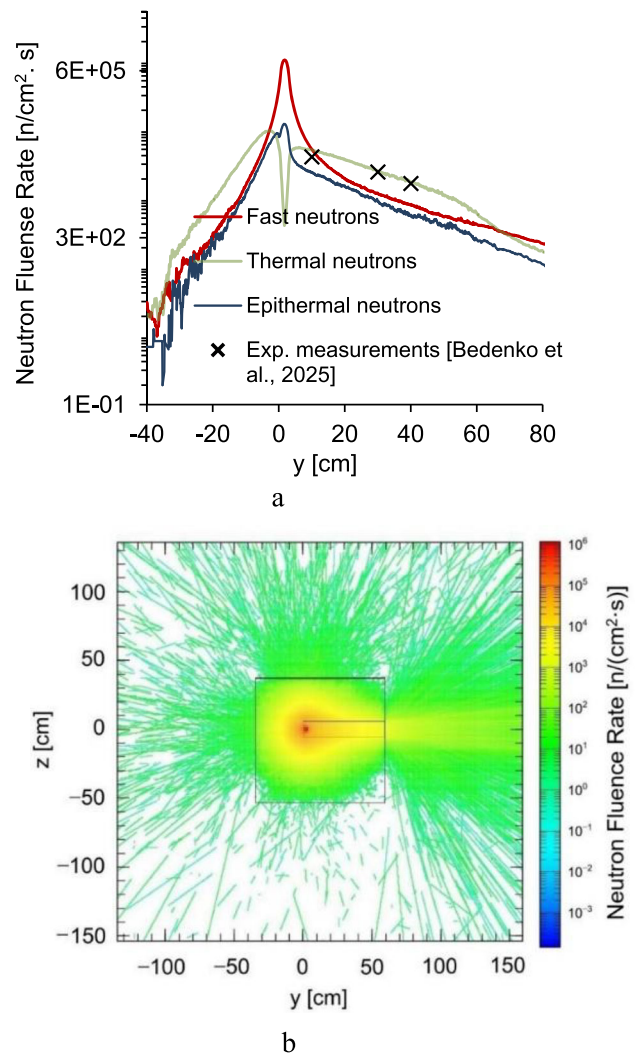 Neutron Fluense Rate [n/cm². s]
6E+05
3E+02
1E-01
Fast neutrons
Thermal neutrons
Epithermal neutrons
Exp. measurements [Bedenko et
al., 2025]
-40 -20 0 20 40 60 80
y [cm]
a
z [cm]
100
50
0
−50
−100
−150
−100 −50 0 50 100 150
y [cm]
10⁶
10⁵
10⁴
10³
10²
10¹
10⁰
10⁻¹
10⁻²
10⁻³
Neutron Fluence Rate [n/(cm²·s)]
b